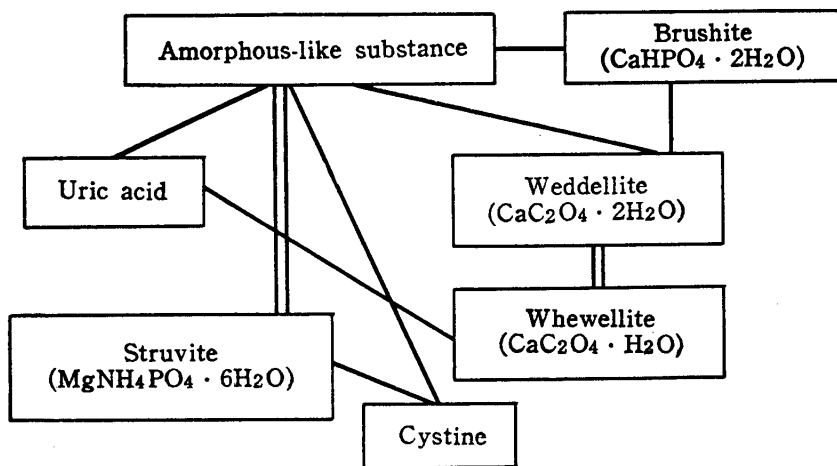 Amorphous-like substance
Brushite
(CaHPO4 · 2H2O)
Uric acid
Weddellite
(CaC2O4 · 2H2O)
Struvite
(MgNH4PO4 · 6H2O)
Whewellite
(CaC2O4 · H2O)
Cystine